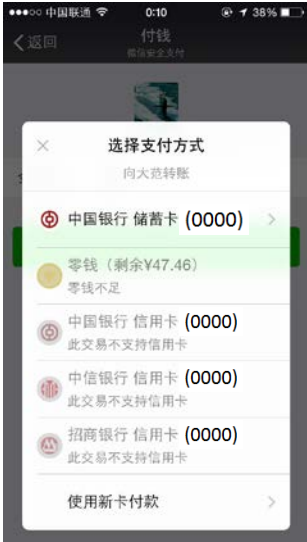 中国联通 0:10 38%
返回 付钱
微信安全支付
选择支付方式
向大范转账
中国银行 储蓄卡 (0000)
零钱（剩余¥47.46）
零钱不足
中国银行 信用卡 (0000)
此交易不支持信用卡
中信银行 信用卡 (0000)
此交易不支持信用卡
招商银行 信用卡 (0000)
此交易不支持信用卡
使用新卡付款